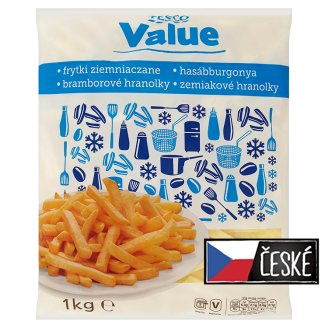 TESCO
Value
• frytki ziemniaczane • hasábburgonya
• bramborové hranolky • zemiakové hranolky
1kg e
ČESKÉ